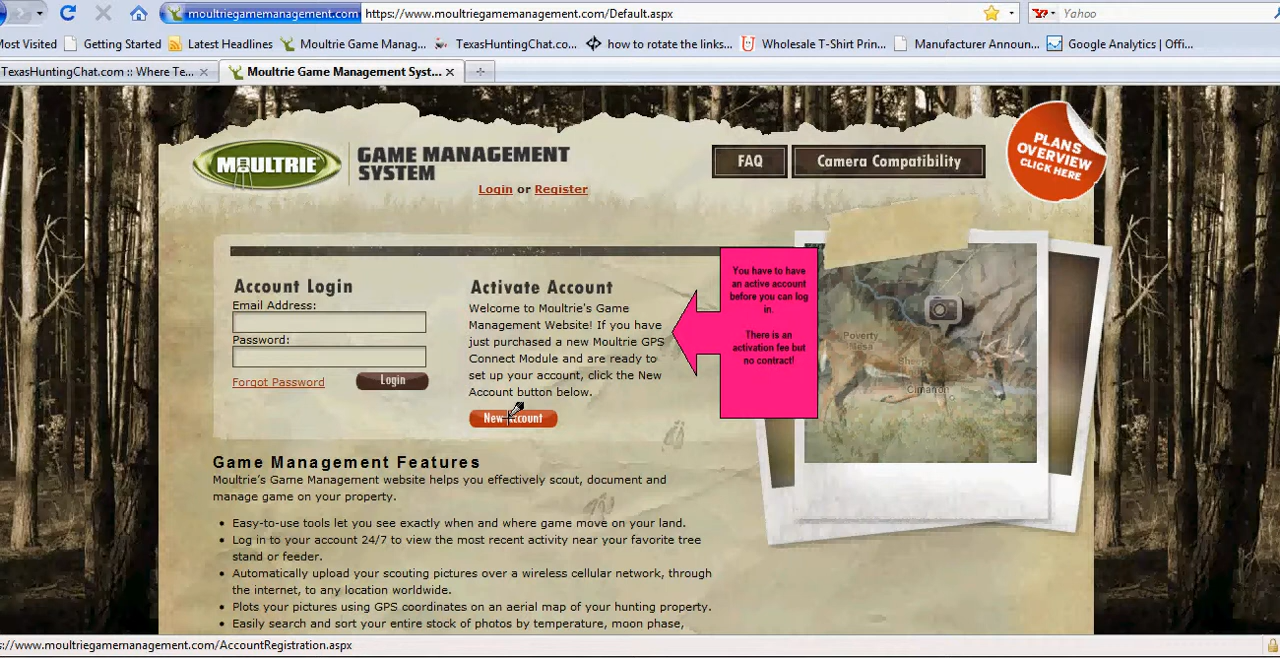 moultriegamemanagement.com https://www.moultriegamemanagement.com/Default.aspx Yahoo
Most Visited Getting Started Latest Headlines Moultrie Game Manag... TexasHuntingChat.co... how to rotate the links... Wholesale T-Shirt Prin... Manufacturer Announ... Google Analytics | Offi...
TexasHuntingChat.com :: Where Te... Moultrie Game Management Syst...
MOULTRIE
GAME MANAGEMENT
SYSTEM
Login or Register
FAQ Camera Compatibility
PLANS
OVERVIEW
CLICK HERE
Account Login
Email Address:
Password:
Forgot Password Login
Activate Account
Welcome to Moultrie's Game
Management Website! If you have
just purchased a new Moultrie GPS
Connect Module and are ready to
set up your account, click the New
Account button below.
New Account
You have to have
an active account
before you can log
in.
There is an
activation fee but
no contract!
Poverty
Cimarron
Game Management Features
Moultrie's Game Management website helps you effectively scout, document and
manage game on your property.
• Easy-to-use tools let you see exactly when and where game move on your land.
• Log in to your account 24/7 to view the most recent activity near your favorite tree
stand or feeder.
• Automatically upload your scouting pictures over a wireless cellular network, through
the internet, to any location worldwide.
• Plots your pictures using GPS coordinates on an aerial map of your hunting property.
• Easily search and sort your entire stock of photos by temperature, moon phase,
s://www.moultriegamemanagement.com/AccountRegistration.aspx